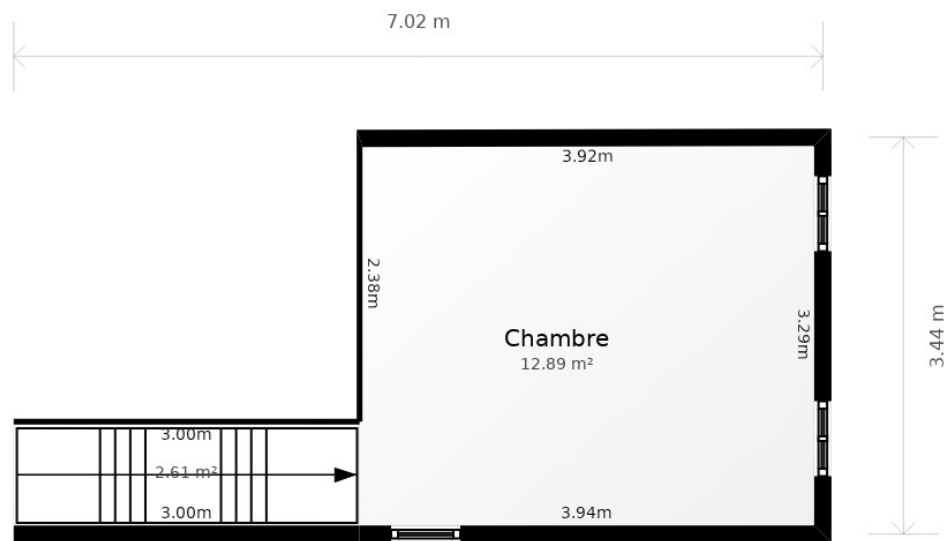 7.02 m
3.92m
2.38m
3.29m
3.44 m
Chambre
12.89 m²
3.00m
2.61 m²
3.00m
3.94m